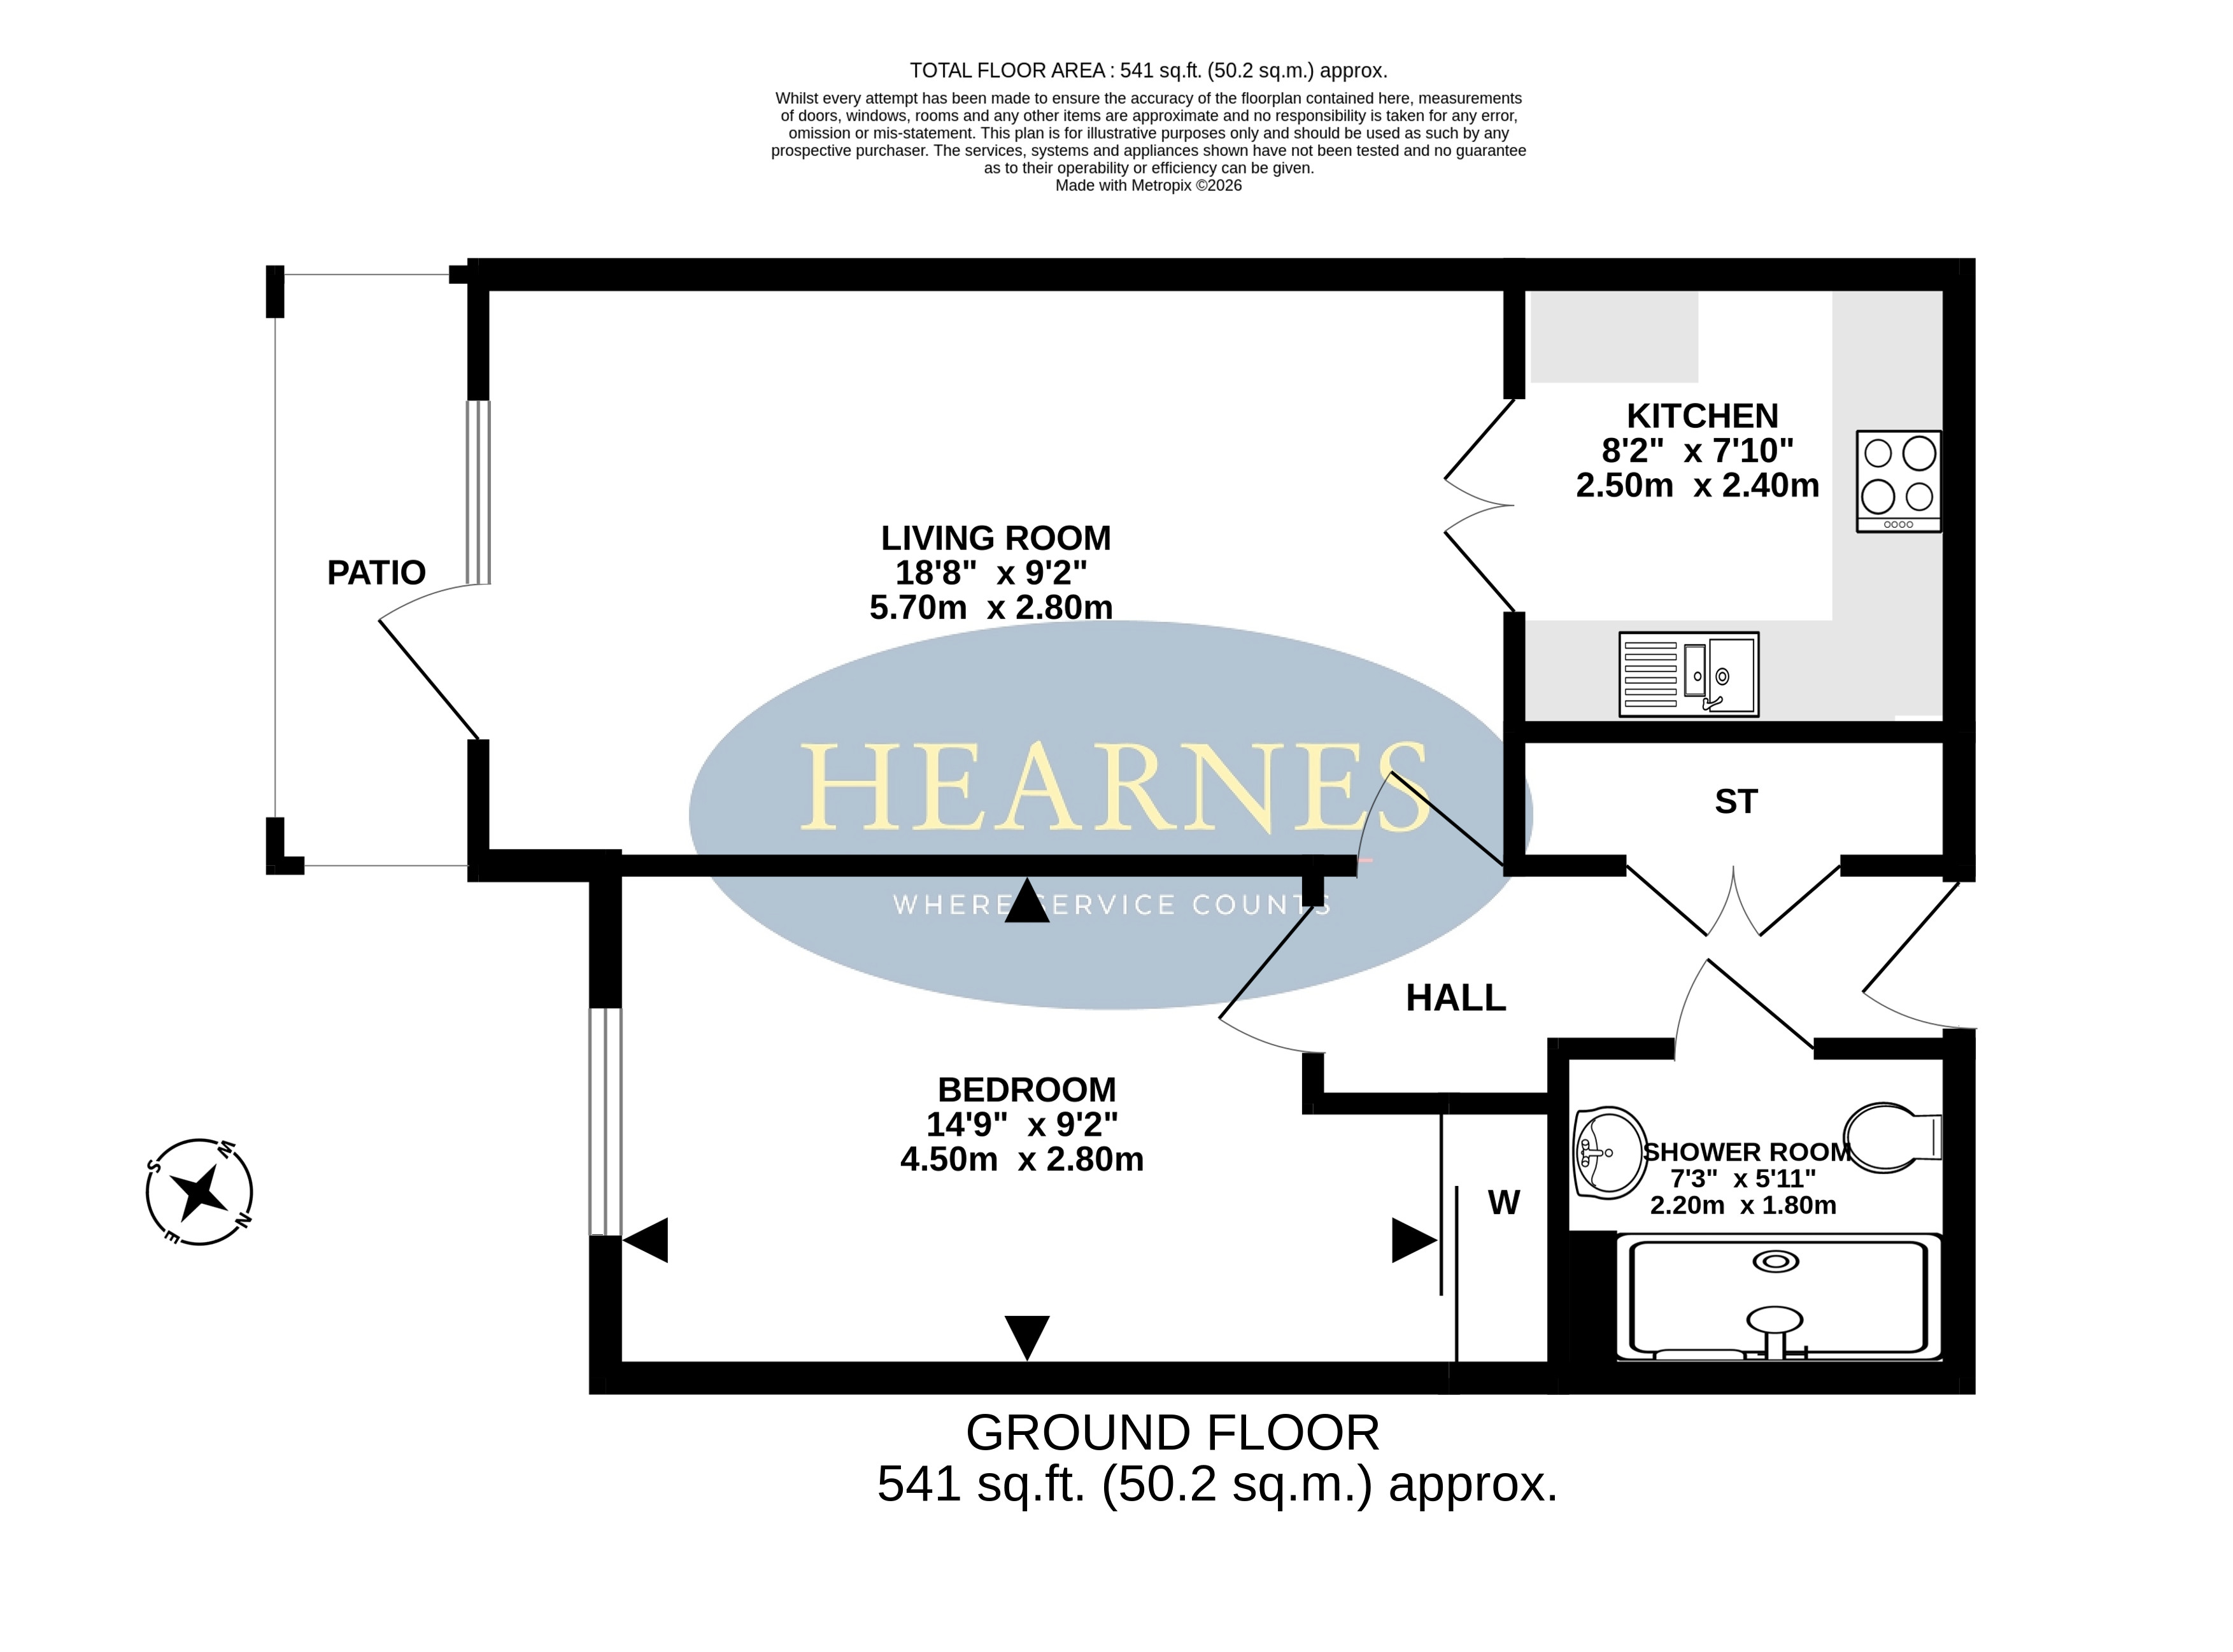 TOTAL FLOOR AREA : 541 sq.ft. (50.2 sq.m.) approx.
Whilst every attempt has been made to ensure the accuracy of the floorplan contained here, measurements
of doors, windows, rooms and any other items are approximate and no responsibility is taken for any error,
omission or mis-statement. This plan is for illustrative purposes only and should be used as such by any
prospective purchaser. The services, systems and appliances shown have not been tested and no guarantee
as to their operability or efficiency can be given.
Made with Metropix ©2026
KITCHEN
8'2" x 7'10"
2.50m x 2.40m
LIVING ROOM
18'8" x 9'2"
5.70m x 2.80m
PATIO
HEARNES
WHERE SERVICE COUNTS
ST
HALL
BEDROOM
14'9" x 9'2"
4.50m x 2.80m
W
SHOWER ROOM
7'3" x 5'11"
2.20m x 1.80m
S
W
N
E
GROUND FLOOR
541 sq.ft. (50.2 sq.m.) approx.